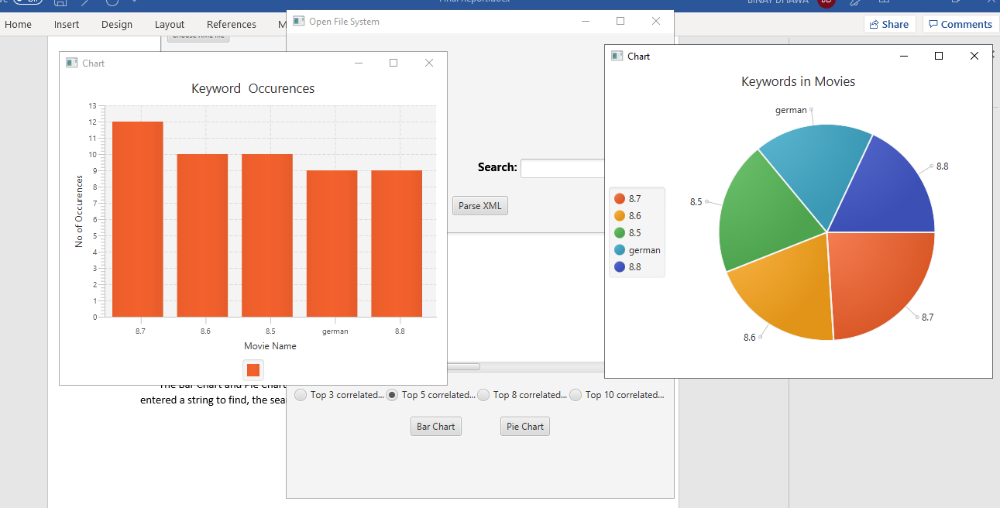 Final Report.docx
BINAY DHAWA
BD
Home
Insert
Design
Layout
References
M
Share
Comments
Choose XML file
Open File System
Search:
Parse XML
Chart
Keyword  Occurences
No of Occurences
13
12
11
10
9
8
7
6
5
4
3
2
1
0
8.7
8.6
8.5
german
8.8
Movie Name
Chart
Keywords in Movies
german
8.8
8.5
8.7
8.6
8.7
8.6
8.5
german
8.8
The Bar Chart and Pie Chart
entered a string to find, the sea
Top 3 correlated...
Top 5 correlated...
Top 8 correlated...
Top 10 correlated...
Bar Chart
Pie Chart